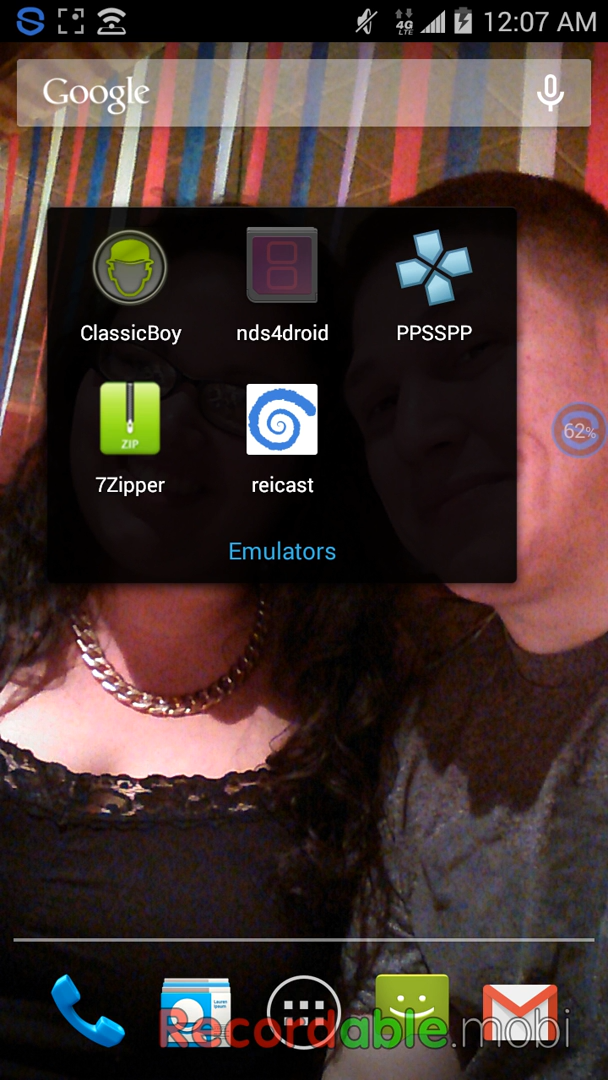 4G LTE 12:07 AM
Google
ClassicBoy nds4droid PPSSPP
62%
ZIP
7Zipper reicast
Emulators
Recordable.mobi